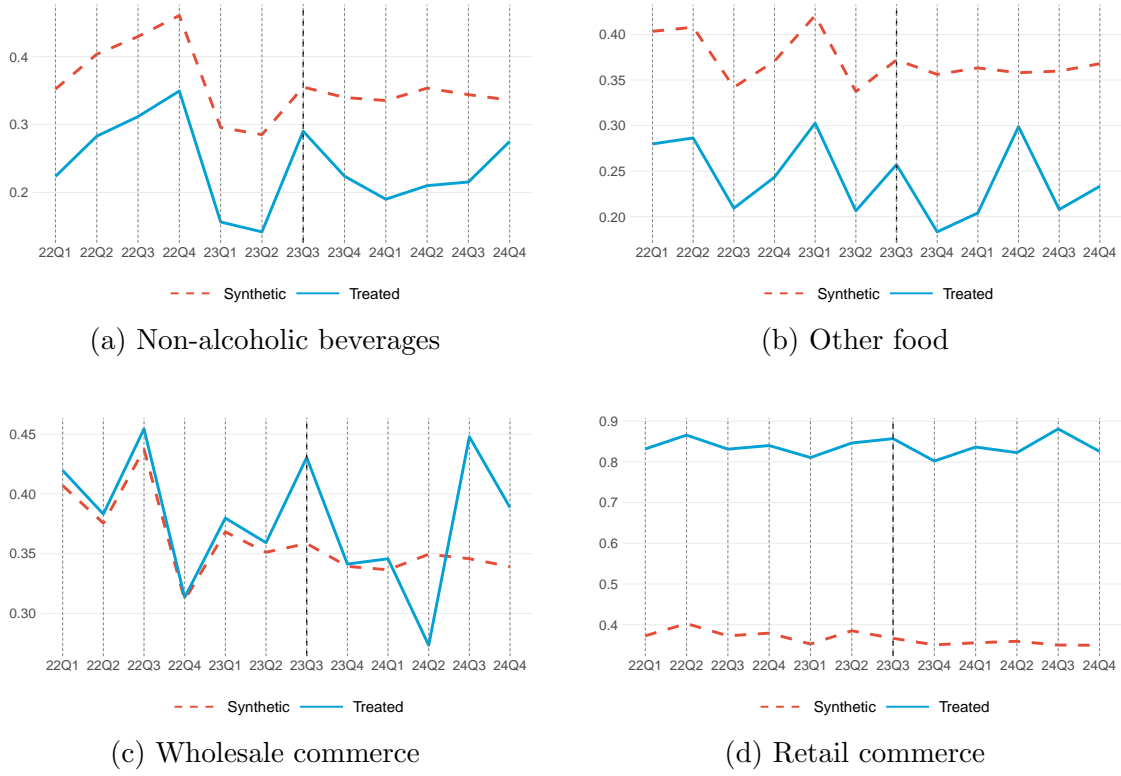 0.4
0.3
0.2
22Q1 22Q2 22Q3 22Q4 23Q1 23Q2 23Q3 23Q4 24Q1 24Q2 24Q3 24Q4
Synthetic Treated
(a) Non-alcoholic beverages
0.40
0.35
0.30
0.25
0.20
22Q1 22Q2 22Q3 22Q4 23Q1 23Q2 23Q3 23Q4 24Q1 24Q2 24Q3 24Q4
Synthetic Treated
(b) Other food
0.45
0.40
0.35
0.30
22Q1 22Q2 22Q3 22Q4 23Q1 23Q2 23Q3 23Q4 24Q1 24Q2 24Q3 24Q4
Synthetic Treated
(c) Wholesale commerce
0.9
0.8
0.7
0.6
0.5
0.4
22Q1 22Q2 22Q3 22Q4 23Q1 23Q2 23Q3 23Q4 24Q1 24Q2 24Q3 24Q4
Synthetic Treated
(d) Retail commerce